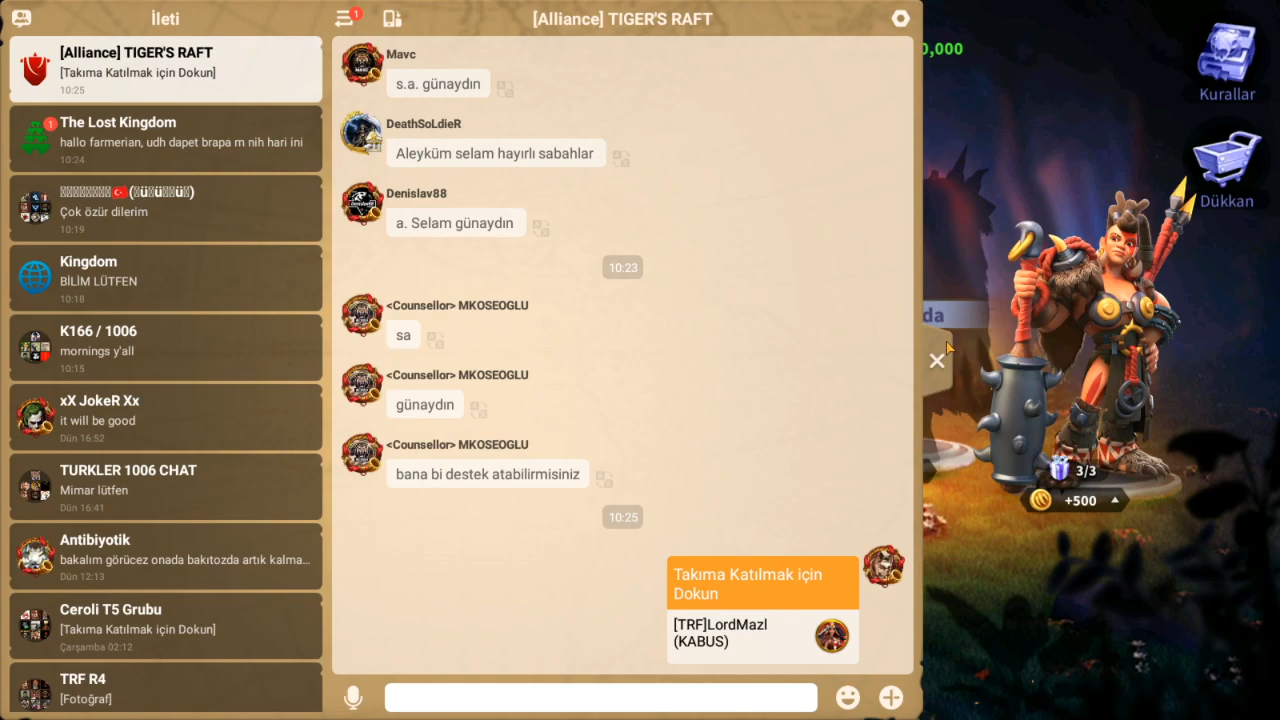 İleti
[Alliance] TIGER'S RAFT
[Takıma Katılmak için Dokun]
10:25
1
The Lost Kingdom
hallo farmerian, udh dapet brapa m nih hari ini
10:24
Çok özür dilerim
10:19
Kingdom
BİLİM LÜTFEN
10:18
K166 / 1006
mornings y'all
10:15
xX JokeR Xx
it will be good
Dün 16:52
TURKLER 1006 CHAT
Mimar lütfen
Dün 16:41
Antibiyotik
bakalım görücez onada bakıtozda artık kalma...
Dün 12:13
Ceroli T5 Grubu
[Takıma Katılmak için Dokun]
Çarşamba 02:12
TRF R4
[Fotoğraf]
1
[Alliance] TIGER'S RAFT
Mavc
s.a. günaydın
DeathSoLdieR
Aleyküm selam hayırlı sabahlar
Denislav88
a. Selam günaydın
10:23
<Counsellor> MKOSEOGLU
sa
<Counsellor> MKOSEOGLU
günaydın
<Counsellor> MKOSEOGLU
bana bi destek atabilirmisiniz
10:25
Takıma Katılmak için
Dokun
[TRF]LordMazl
(KABUS)
0,000
Kurallar
Dükkan
da
3/3
+500